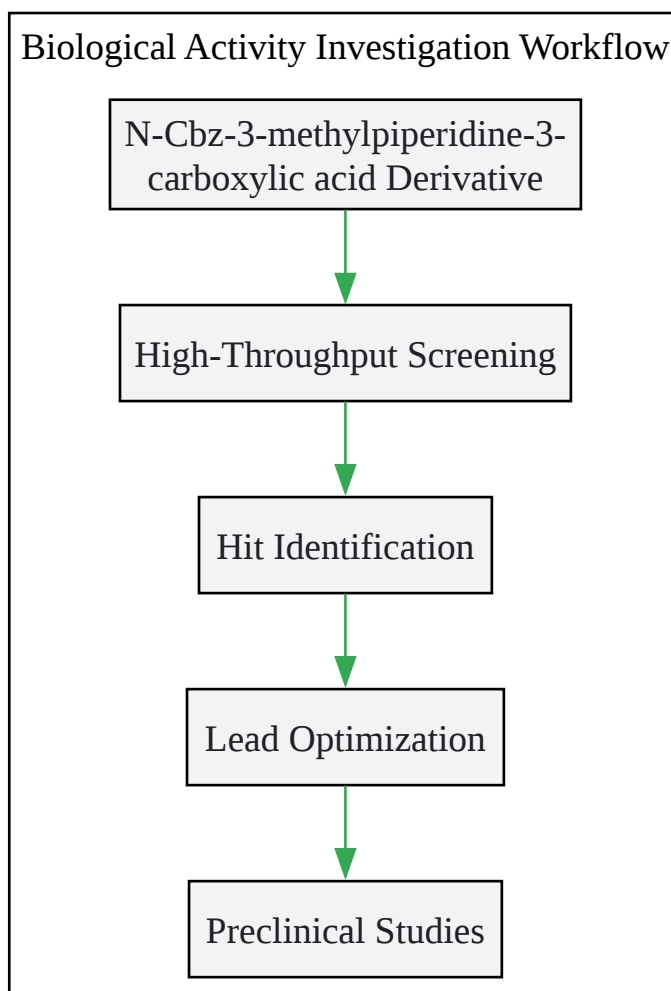 Biological Activity Investigation Workflow
N-Cbz-3-methylpiperidine-3-
carboxylic acid Derivative
High-Throughput Screening
Hit Identification
Lead Optimization
Preclinical Studies